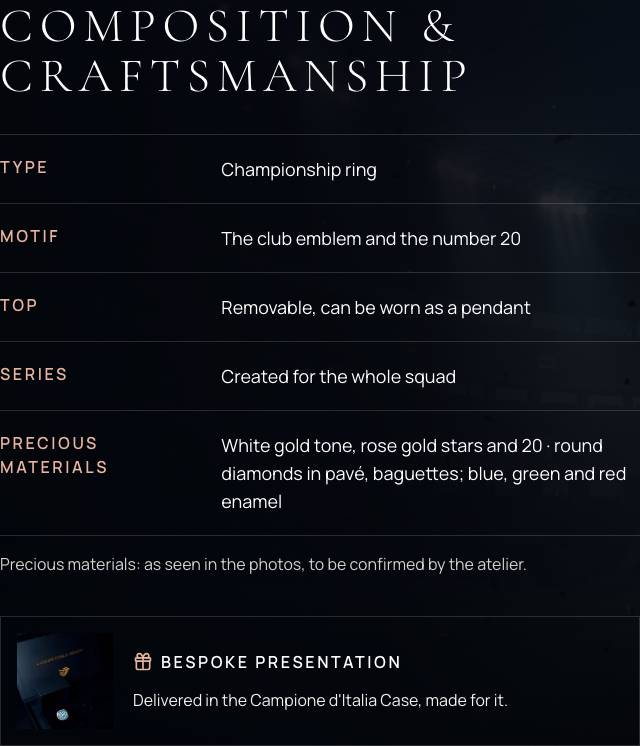 COMPOSITION &
CRAFTSMANSHIP
TYPE
Championship ring
MOTIF
The club emblem and the number 20
TOP
Removable, can be worn as a pendant
SERIES
Created for the whole squad
PRECIOUS
MATERIALS
White gold tone, rose gold stars and 20 · round
diamonds in pavé, baguettes; blue, green and red
enamel
Precious materials: as seen in the photos, to be confirmed by the atelier.
BESPOKE PRESENTATION
Delivered in the Campione d'Italia Case, made for it.